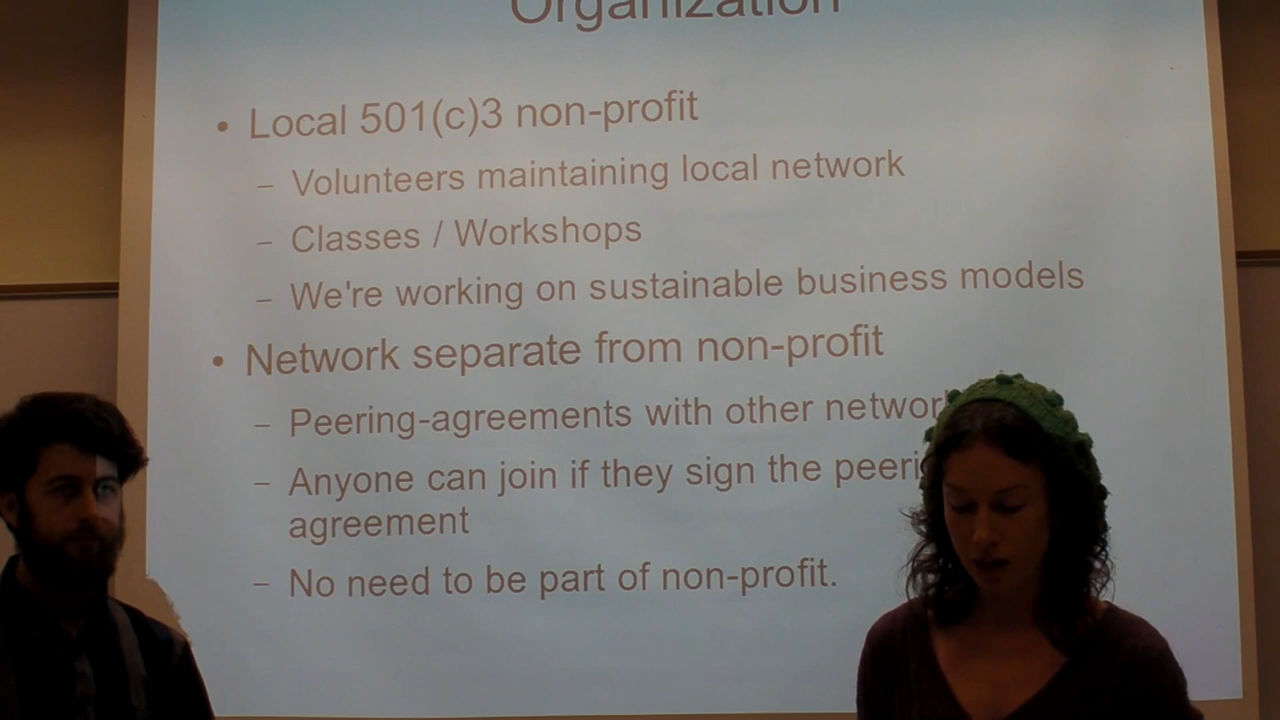 Organization
• Local 501(c)3 non-profit
– Volunteers maintaining local network
– Classes / Workshops
– We're working on sustainable business models
• Network separate from non-profit
– Peering-agreements with other
– Anyone can join if they sign the
agreement
– No need to be part of non-profit.